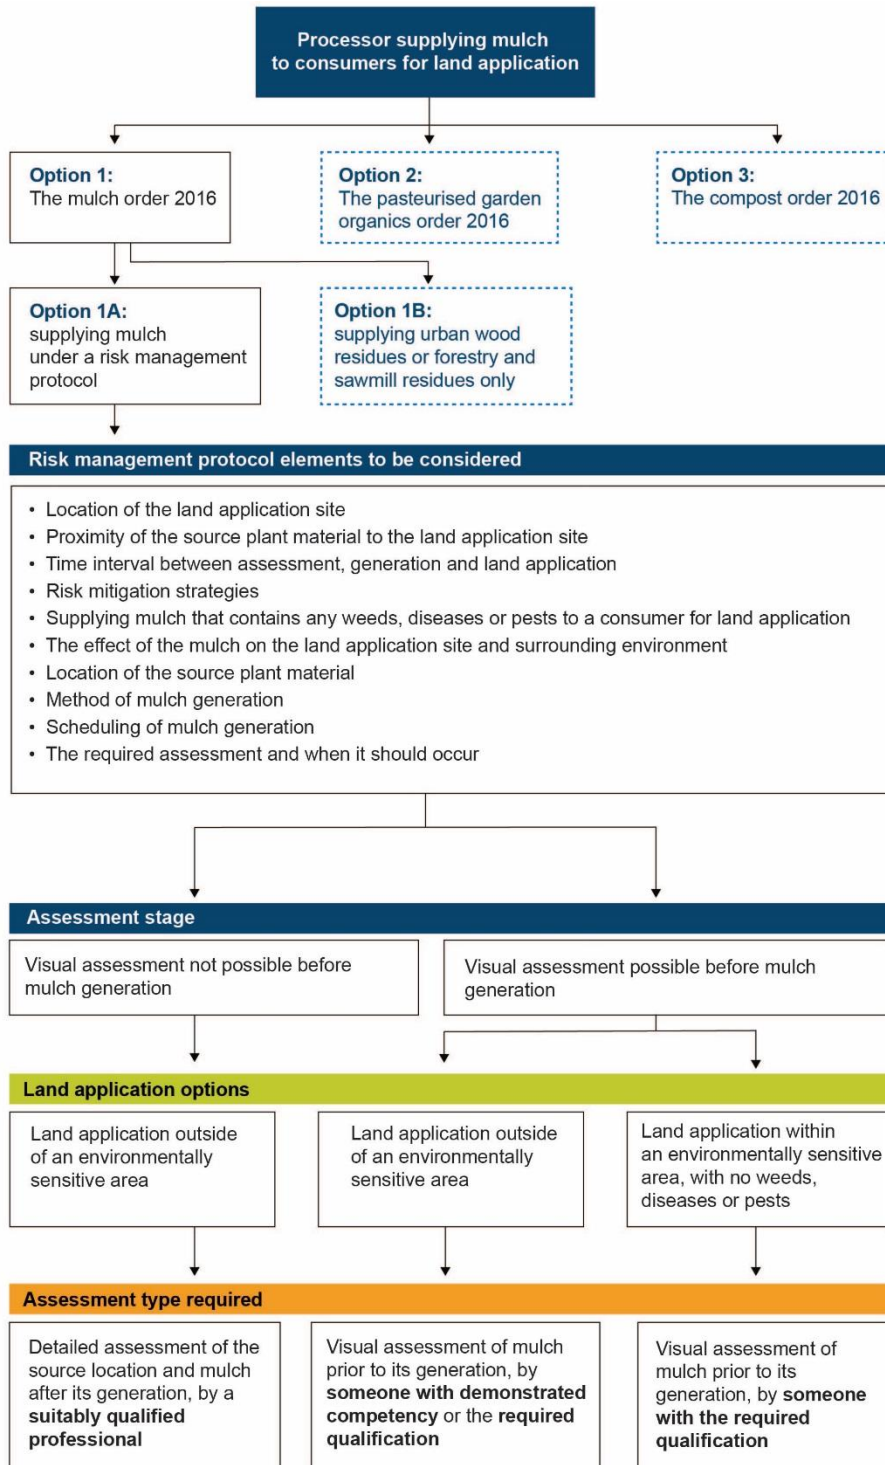 Processor supplying mulch
to consumers for land application
Option 1:
The mulch order 2016
Option 2:
The pasteurised garden
organics order 2016
Option 3:
The compost order 2016
Option 1A:
supplying mulch
under a risk management
protocol
Option 1B:
supplying urban wood
residues or forestry and
sawmill residues only
Risk management protocol elements to be considered
• Location of the land application site
• Proximity of the source plant material to the land application site
• Time interval between assessment, generation and land application
• Risk mitigation strategies
• Supplying mulch that contains any weeds, diseases or pests to a consumer for land application
• The effect of the mulch on the land application site and surrounding environment
• Location of the source plant material
• Method of mulch generation
• Scheduling of mulch generation
• The required assessment and when it should occur
Assessment stage
Visual assessment not possible before
mulch generation
Visual assessment possible before mulch
generation
Land application options
Land application outside
of an environmentally
sensitive area
Land application outside
of an environmentally
sensitive area
Land application within
an environmentally sensitive
area, with no weeds,
diseases or pests
Assessment type required
Detailed assessment of the
source location and mulch
after its generation, by a
suitably qualified
professional
Visual assessment of mulch
prior to its generation, by
someone with demonstrated
competency or the required
qualification
Visual assessment of
mulch prior to its
generation, by someone
with the required
qualification